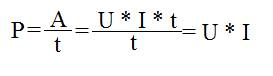 P = A/t = U * I * t/t = U * I